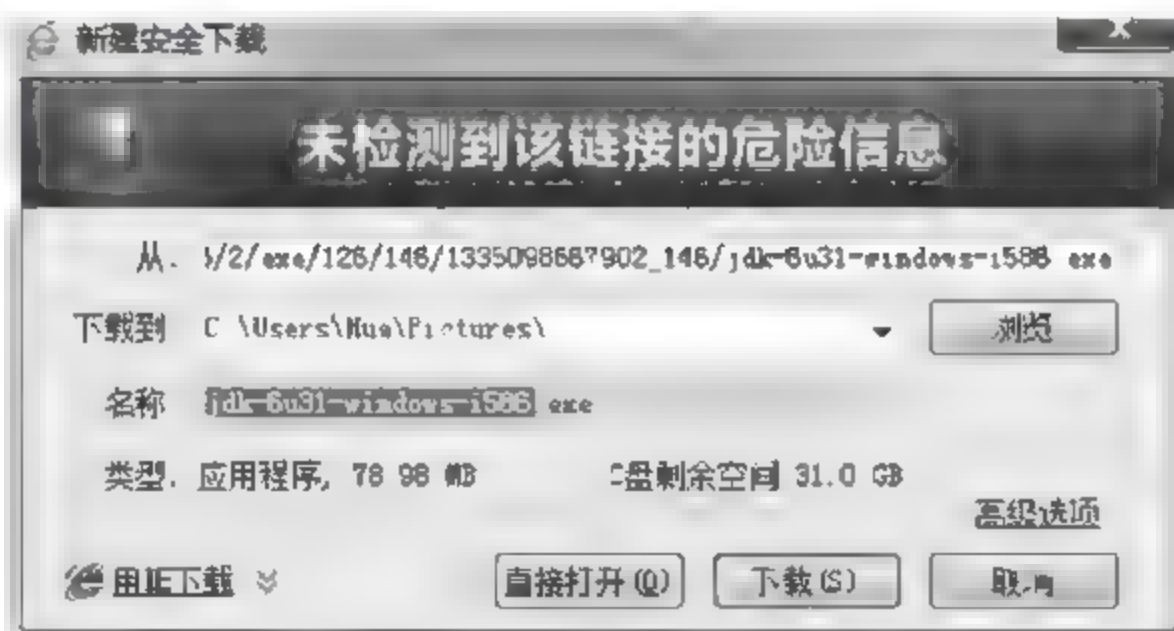 新建安全下载
X
未检测到该链接的危险信息
从: )/2/exe/126/146/1335098687902_146/jdk-6u31-windows-i586.exe
下载到 C:\Users\Hua\Pictures\ 浏览
名称 jdk-6u31-windows-i586.exe
类型: 应用程序, 78.98 MB C盘剩余空间 31.0 GB
高级选项
用IE下载 直接打开(O) 下载(S) 取消